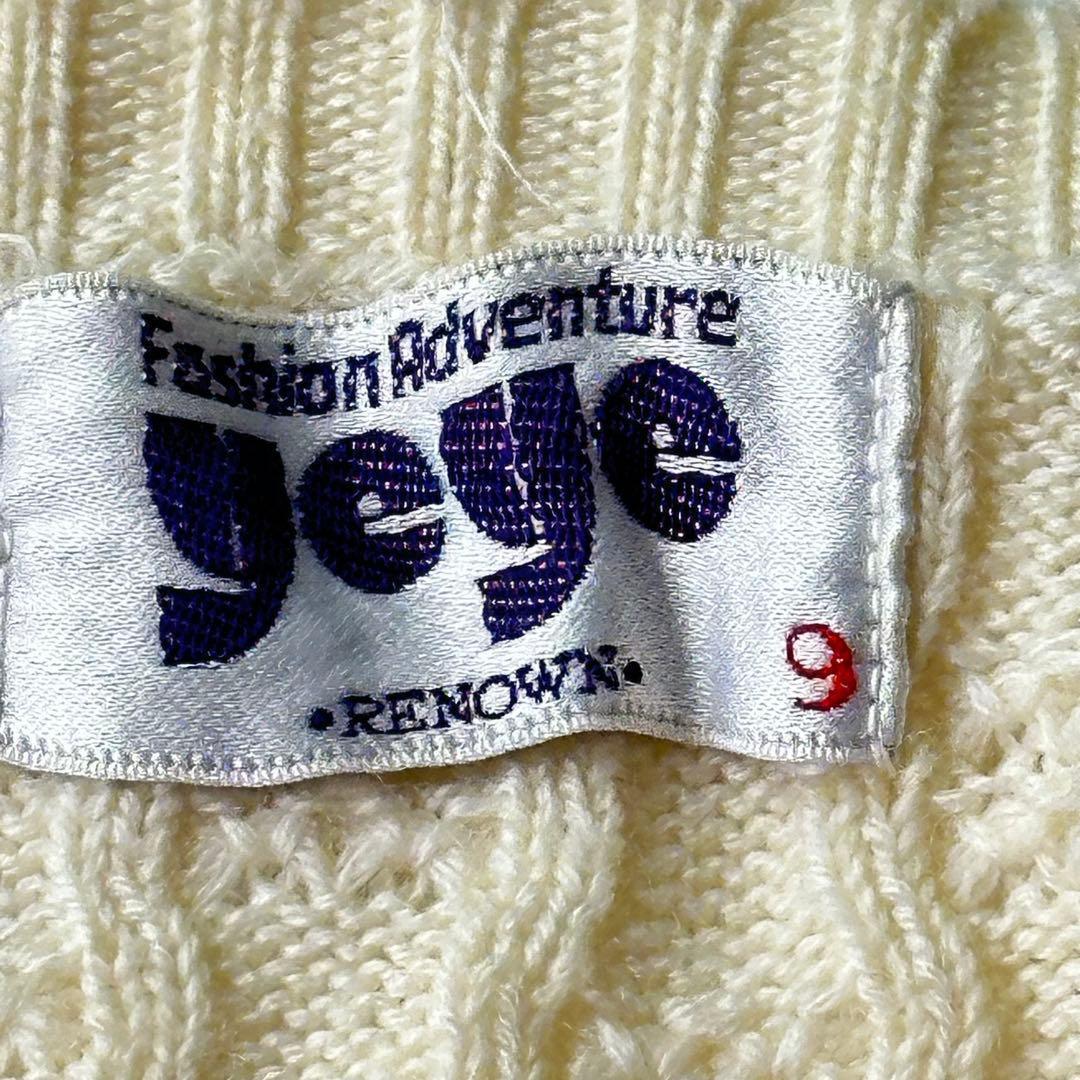 Fashion Adventure
yeye
•RENOWN•
9